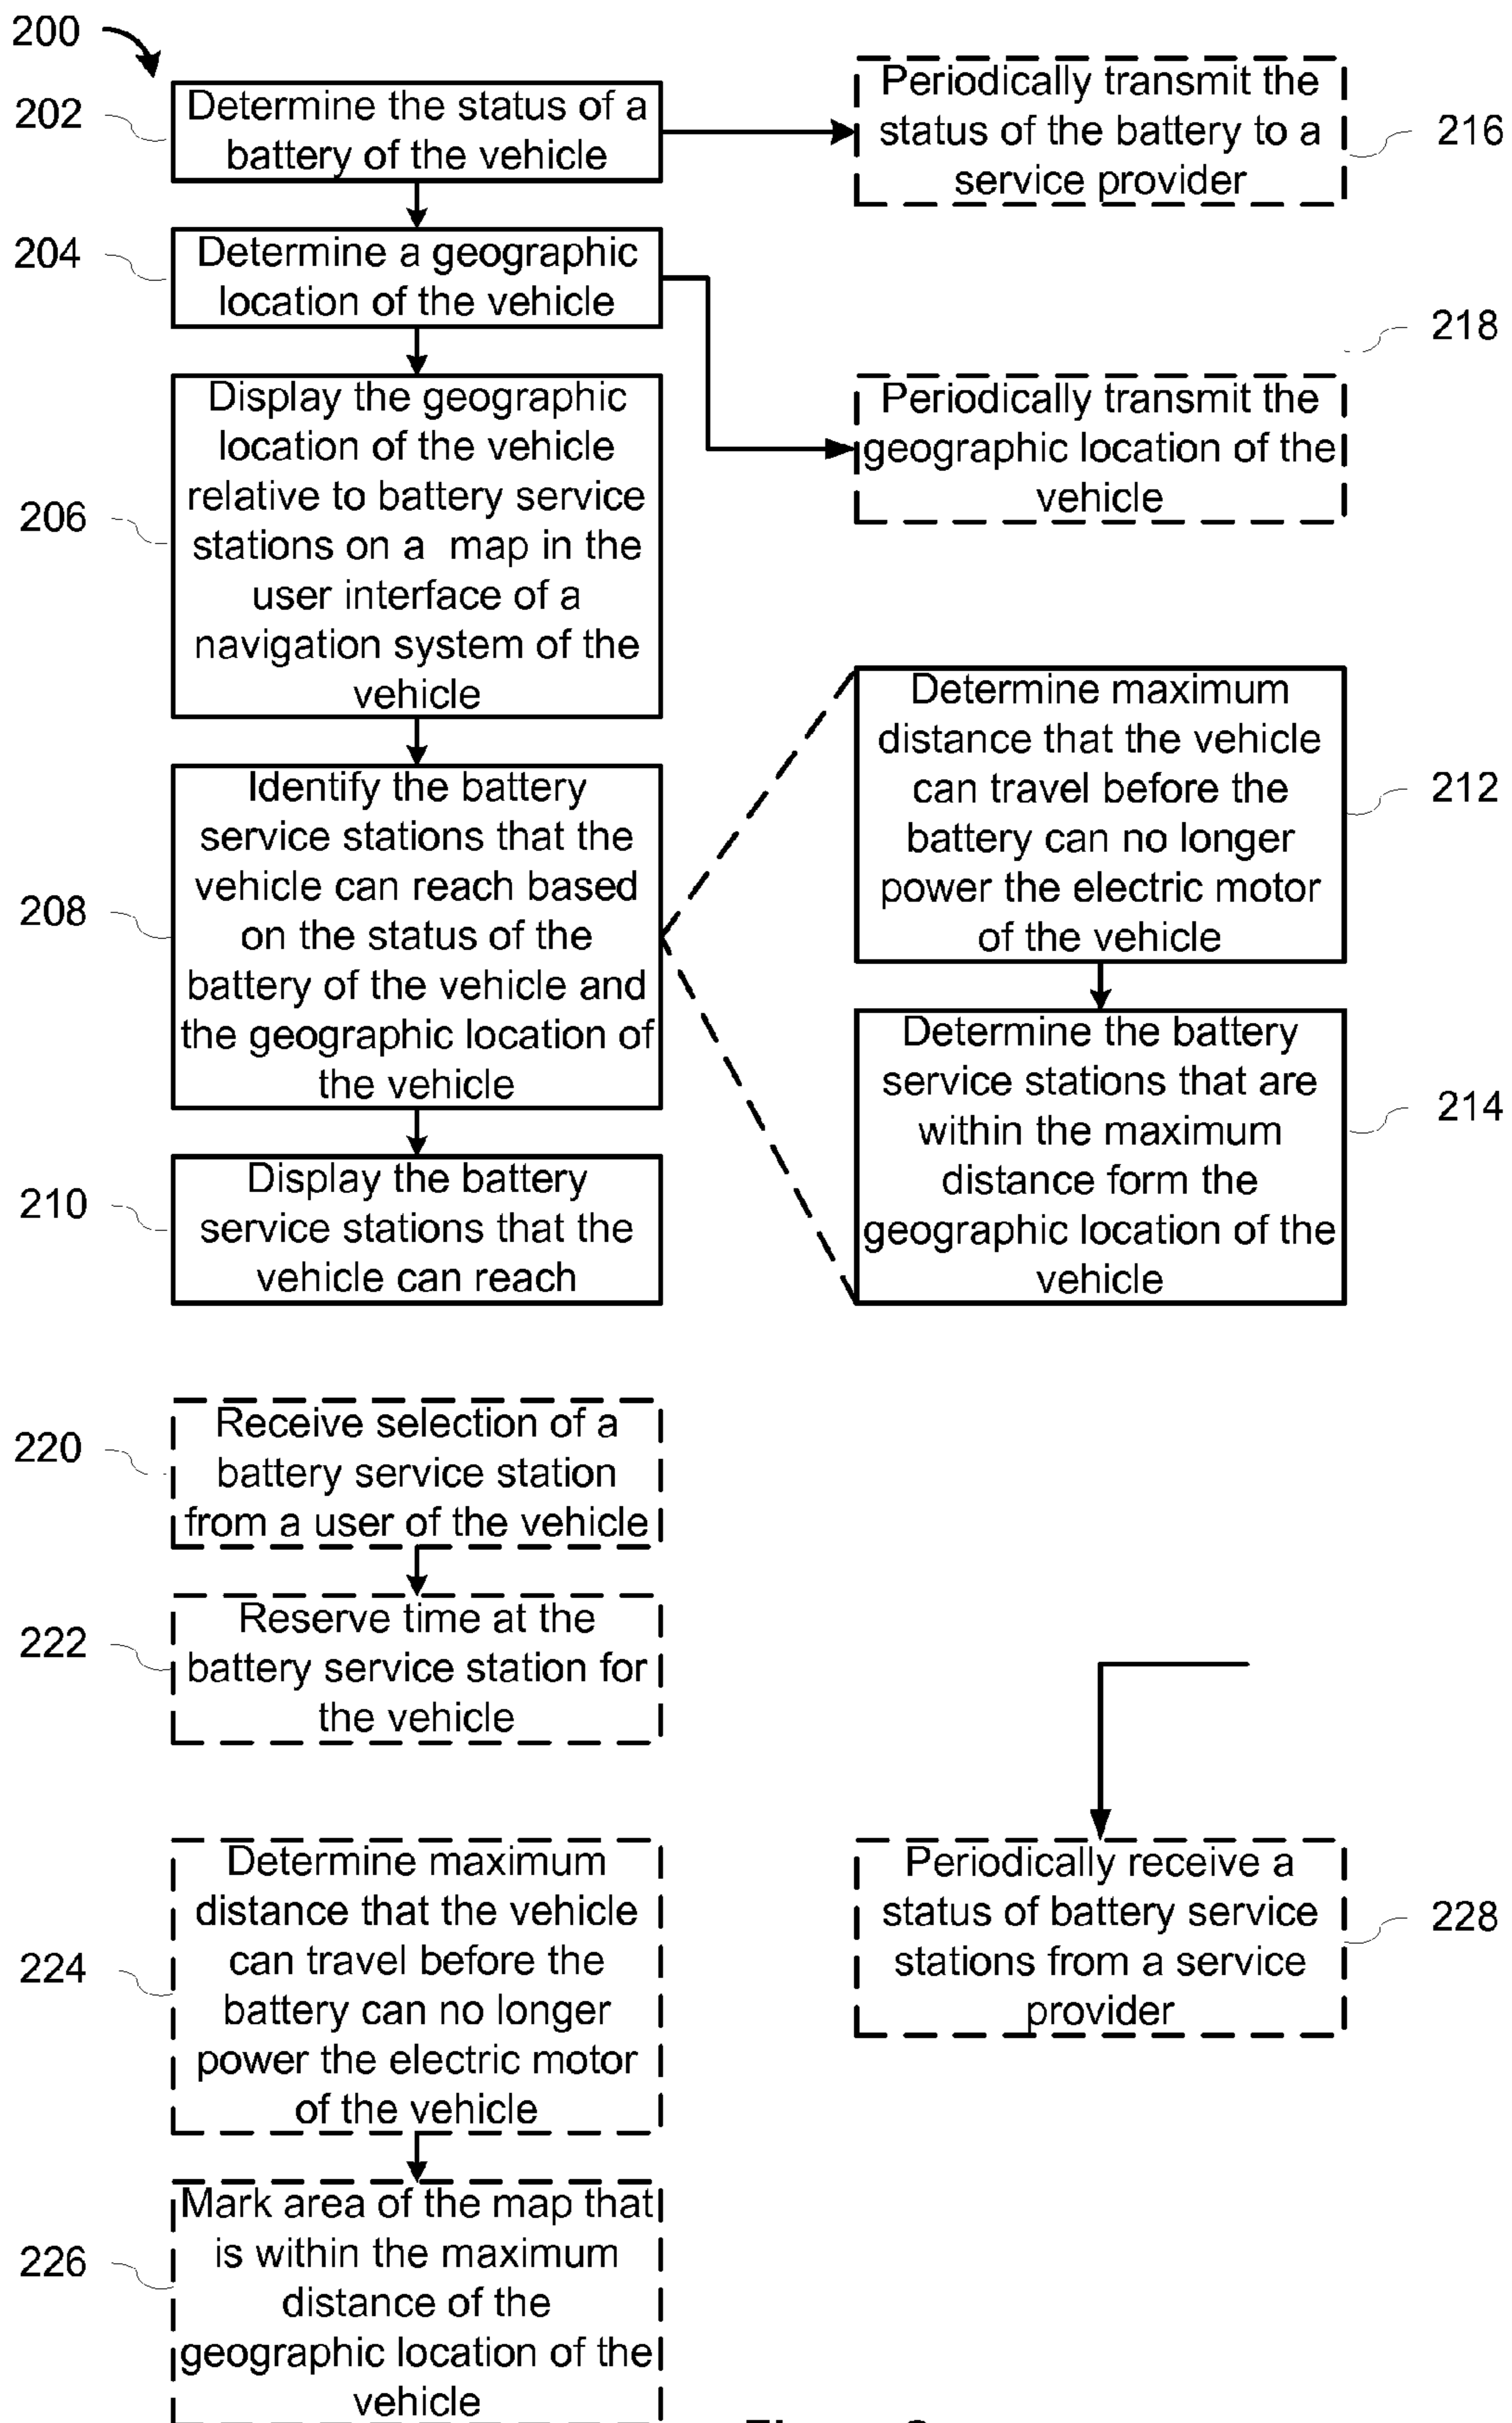 200
202
Determine the status of a
battery of the vehicle
Periodically transmit the
status of the battery to a
service provider
216
204
Determine a geographic
location of the vehicle
218
Periodically transmit the
geographic location of the
vehicle
206
Display the geographic
location of the vehicle
relative to battery service
stations on a map in the
user interface of a
navigation system of the
vehicle
208
Identify the battery
service stations that the
vehicle can reach based
on the status of the
battery of the vehicle and
the geographic location of
the vehicle
Determine maximum
distance that the vehicle
can travel before the
battery can no longer
power the electric motor
of the vehicle
212
Determine the battery
service stations that are
within the maximum
distance form the
geographic location of the
vehicle
214
210
Display the battery
service stations that the
vehicle can reach
220
Receive selection of a
battery service station
from a user of the vehicle
222
Reserve time at the
battery service station for
the vehicle
224
Determine maximum
distance that the vehicle
can travel before the
battery can no longer
power the electric motor
of the vehicle
Periodically receive a
status of battery service
stations from a service
provider
228
226
Mark area of the map that
is within the maximum
distance of the
geographic location of the
vehicle